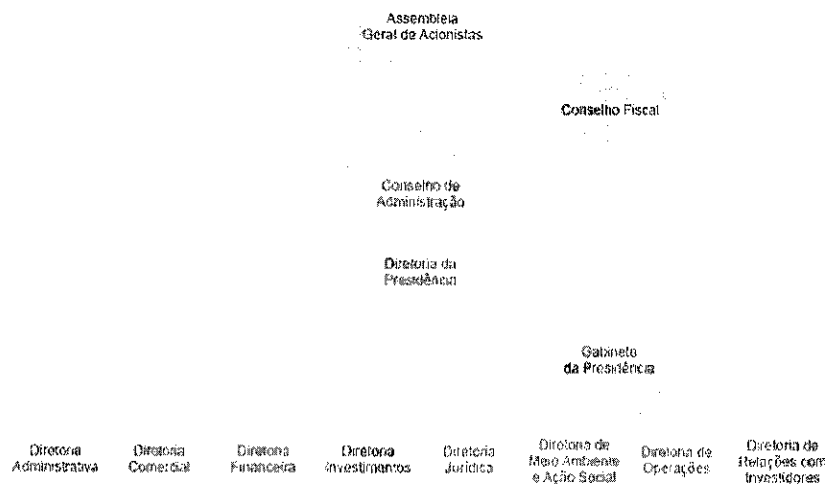 Assembleia
Geral de Acionistas
Conselho Fiscal
Conselho de
Administração
Diretoria da
Presidência
Gabinete
da Presidência
Diretoria
Administrativa
Diretoria
Comercial
Diretoria
Financeira
Diretoria
Investimentos
Diretoria
Jurídica
Diretoria de
Meio Ambiente
e Ação Social
Diretoria de
Operações
Diretoria de
Relações com
Investidores